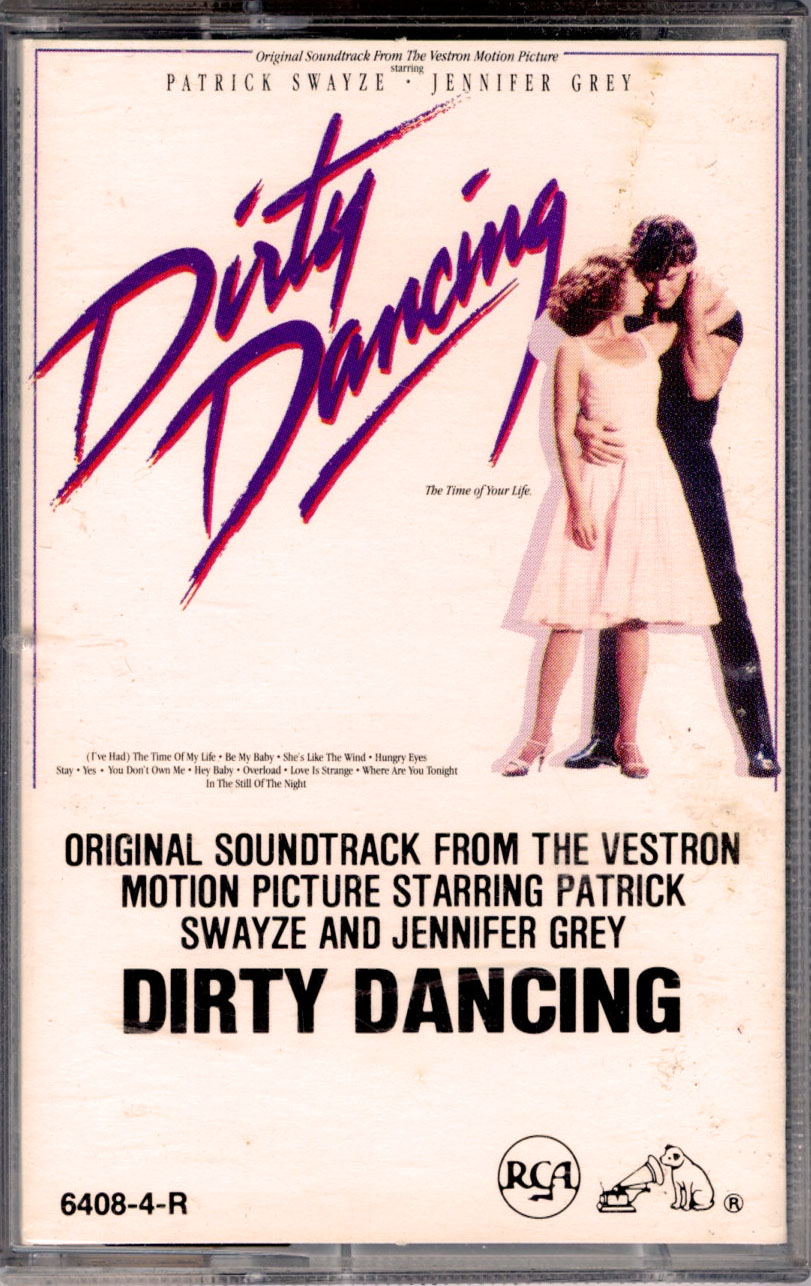 Original Soundtrack From The Vestron Motion Picture
starring
PATRICK SWAYZE • JENNIFER GREY
Dirty
Dancing
The Time of Your Life.
(I've Had) The Time Of My Life • Be My Baby • She's Like The Wind • Hungry Eyes
Stay • Yes • You Don't Own Me • Hey Baby • Overload • Love Is Strange • Where Are You Tonight
In The Still Of The Night
ORIGINAL SOUNDTRACK FROM THE VESTRON
MOTION PICTURE STARRING PATRICK
SWAYZE AND JENNIFER GREY
DIRTY DANCING
6408-4-R
RCA
®